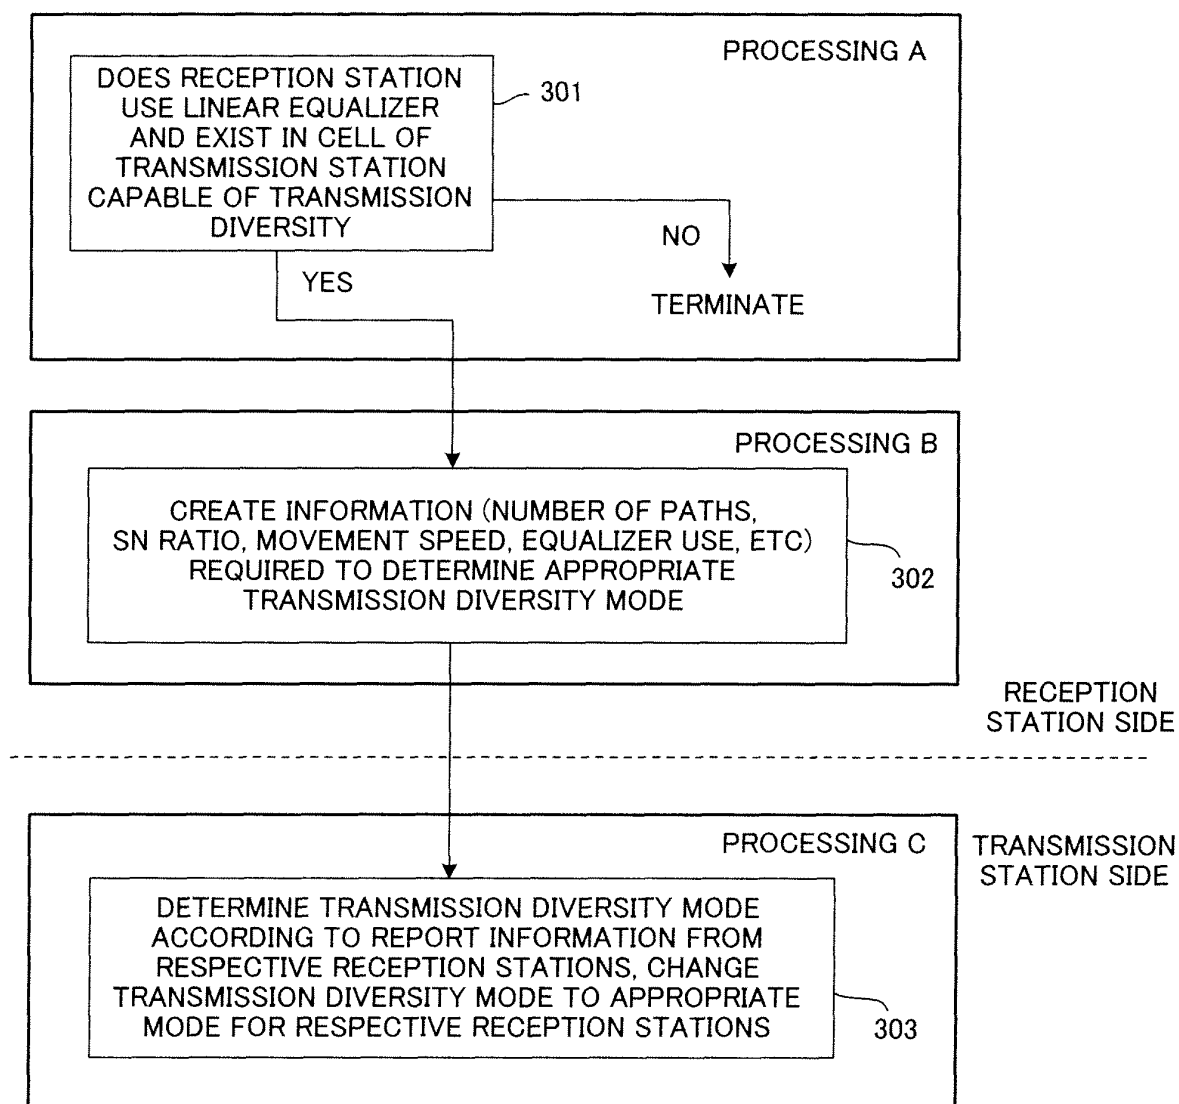 PROCESSING A
DOES RECEPTION STATION
USE LINEAR EQUALIZER
AND EXIST IN CELL OF
TRANSMISSION STATION
CAPABLE OF TRANSMISSION
DIVERSITY
301
NO
YES
TERMINATE
PROCESSING B
CREATE INFORMATION (NUMBER OF PATHS,
SN RATIO, MOVEMENT SPEED, EQUALIZER USE, ETC)
REQUIRED TO DETERMINE APPROPRIATE
TRANSMISSION DIVERSITY MODE
302
RECEPTION
STATION SIDE
PROCESSING C
TRANSMISSION
STATION SIDE
DETERMINE TRANSMISSION DIVERSITY MODE
ACCORDING TO REPORT INFORMATION FROM
RESPECTIVE RECEPTION STATIONS, CHANGE
TRANSMISSION DIVERSITY MODE TO APPROPRIATE
MODE FOR RESPECTIVE RECEPTION STATIONS
303